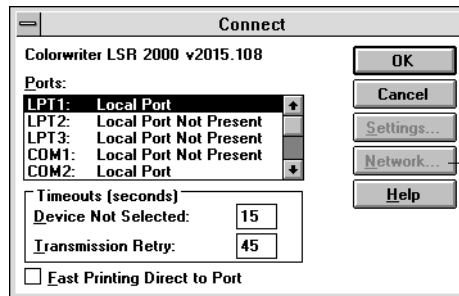 Connect
Colorwriter LSR 2000 v2015.108
Ports:
LPT1: Local Port
LPT2: Local Port Not Present
LPT3: Local Port Not Present
COM1: Local Port Not Present
COM2: Local Port
Timeouts (seconds)
Device Not Selected: 15
Transmission Retry: 45
Fast Printing Direct to Port
OK
Cancel
Settings...
Network...
Help